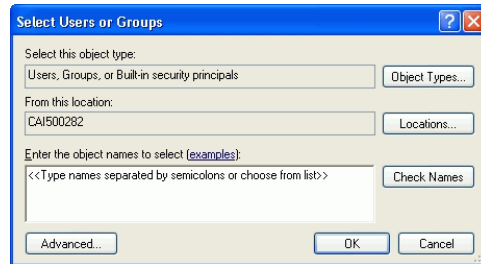 Select Users or Groups
Select this object type:
Users, Groups, or Built-in security principals
Object Types...
From this location:
CAI500282
Locations...
Enter the object names to select (examples):
<<Type names separated by semicolons or choose from list>>
Check Names
Advanced...
OK
Cancel